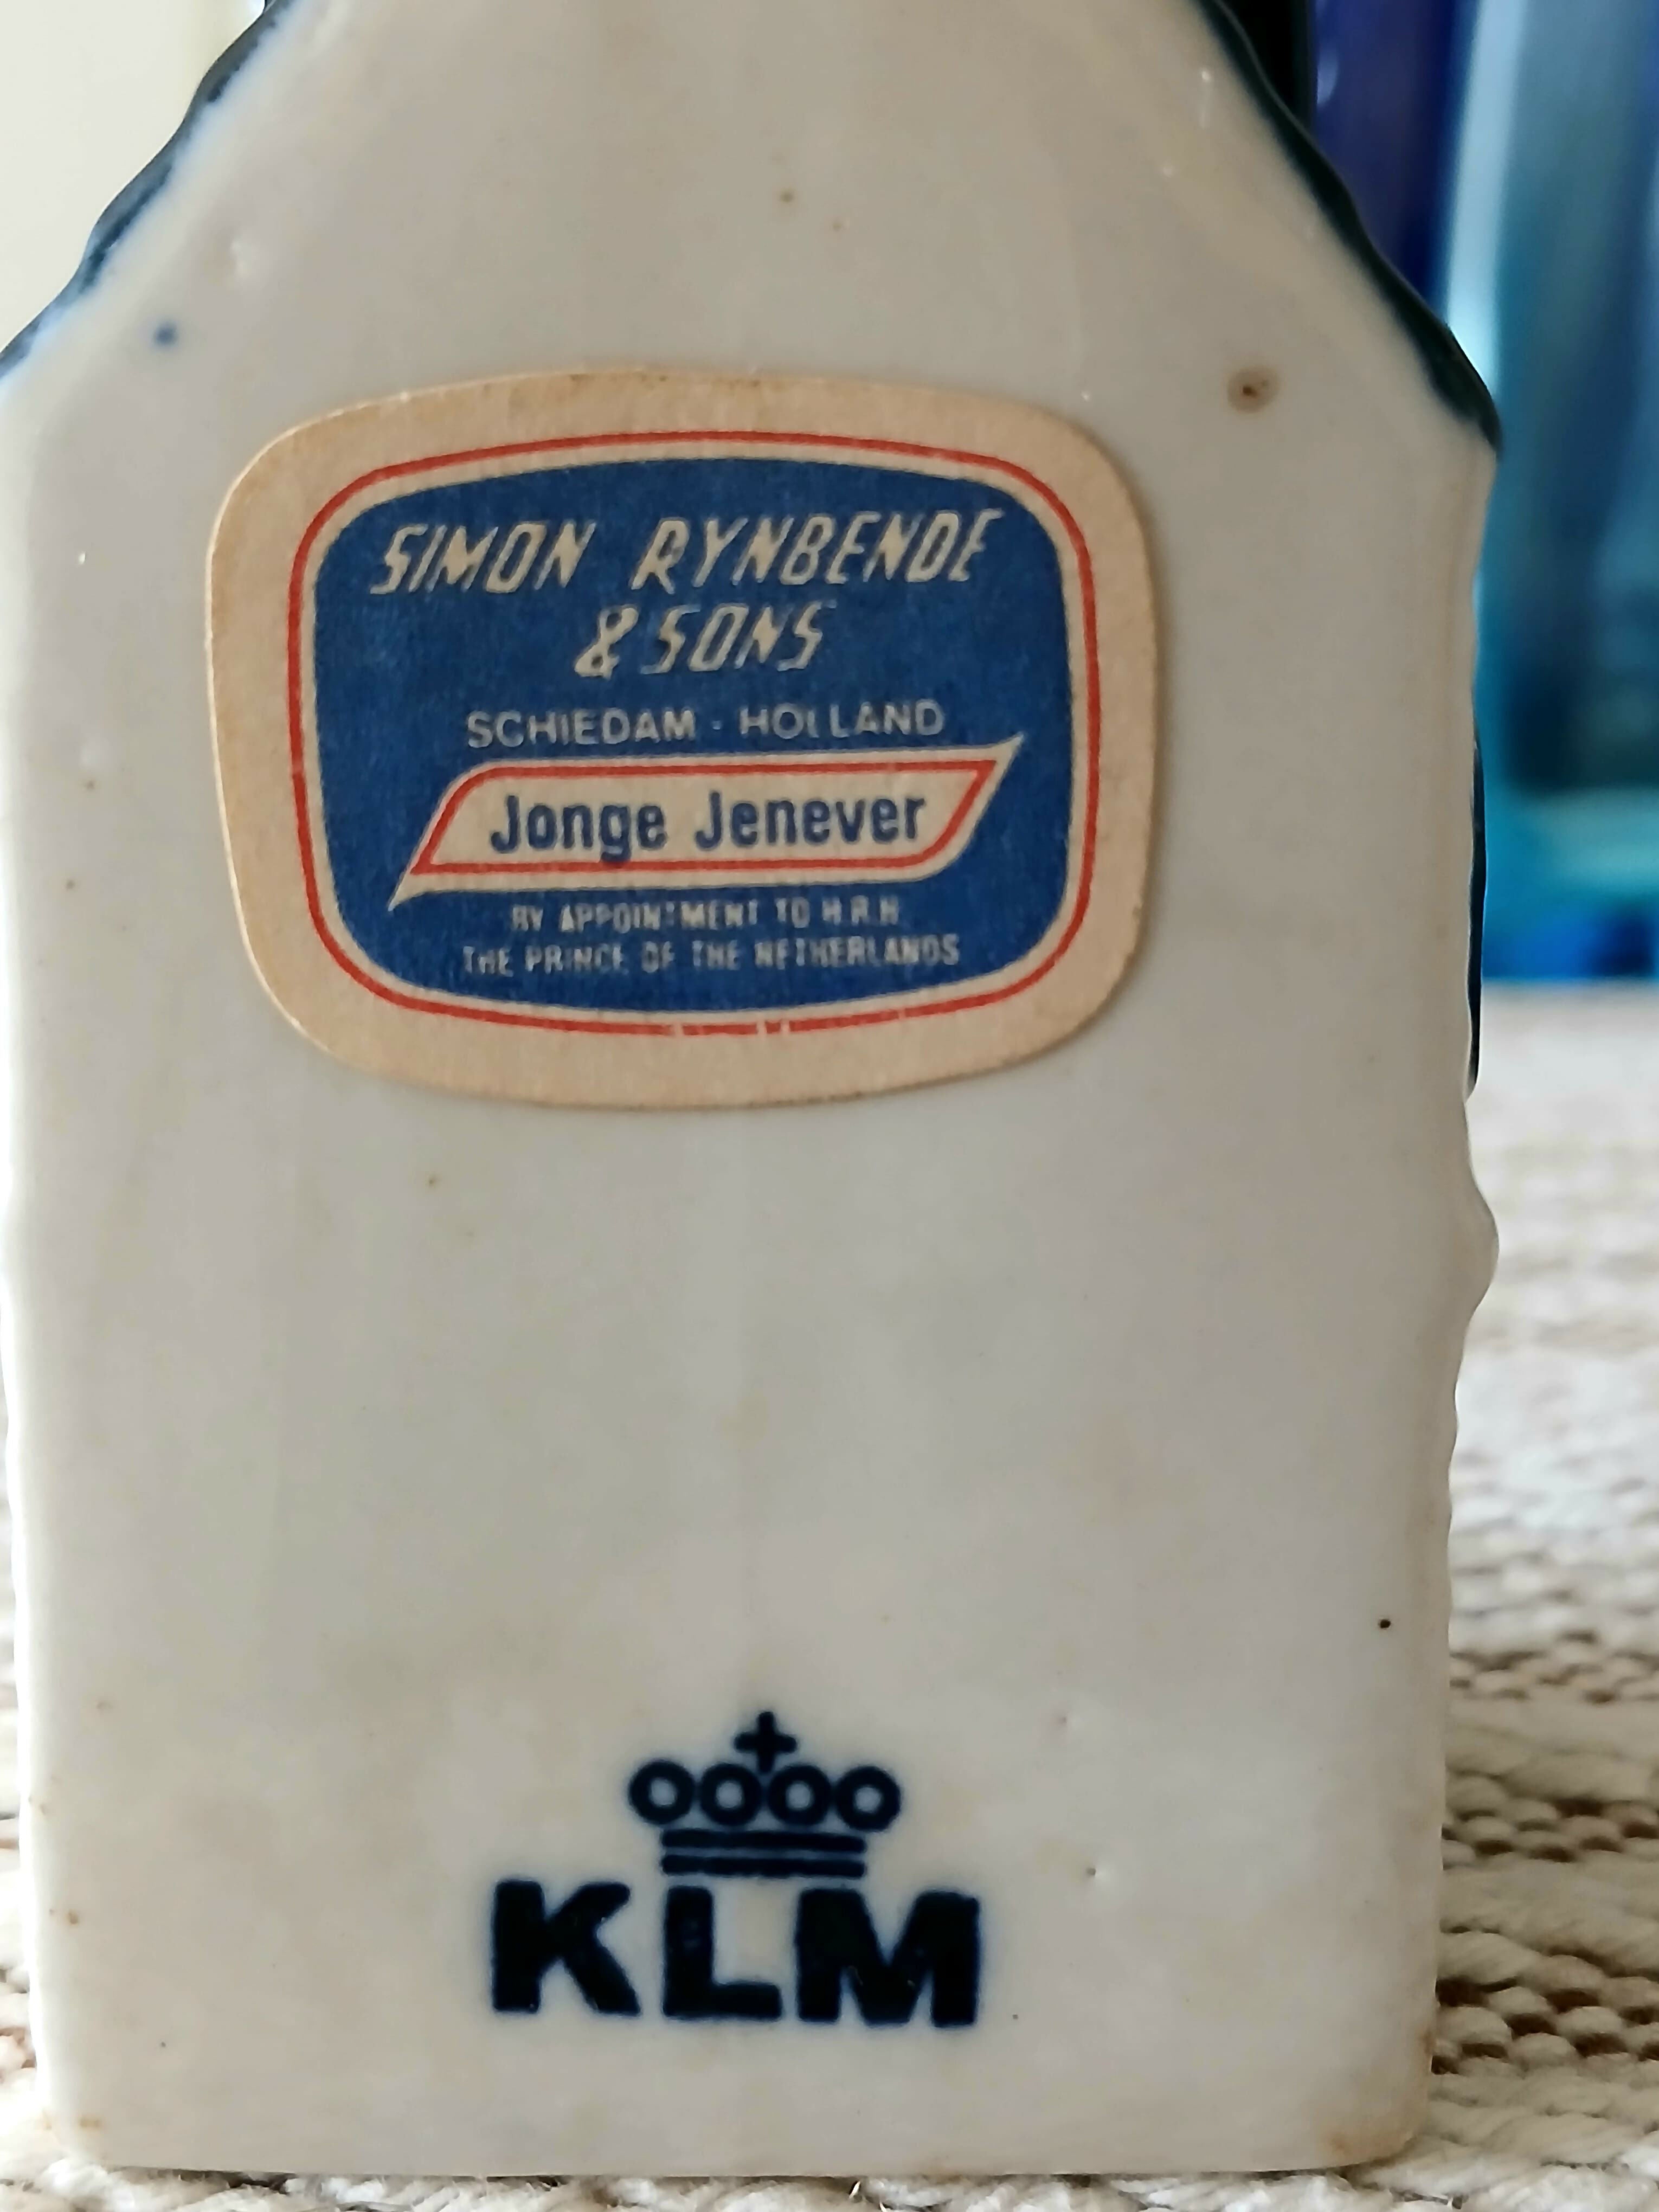 SIMON RYNBENDE
& SONS
SCHIEDAM - HOLLAND
Jonge Jenever
BY APPOINTMENT TO H.R.H.
THE PRINCE OF THE NETHERLANDS
KLM